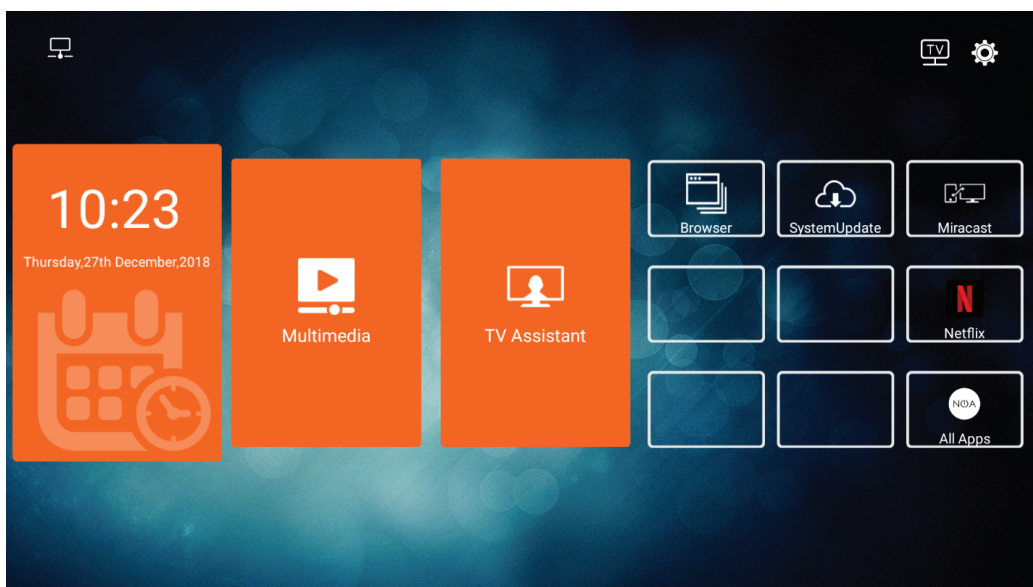 TV
10:23
Thursday,27th December,2018
Multimedia
TV Assistant
Browser
SystemUpdate
Miracast
N
Netflix
NOA
All Apps